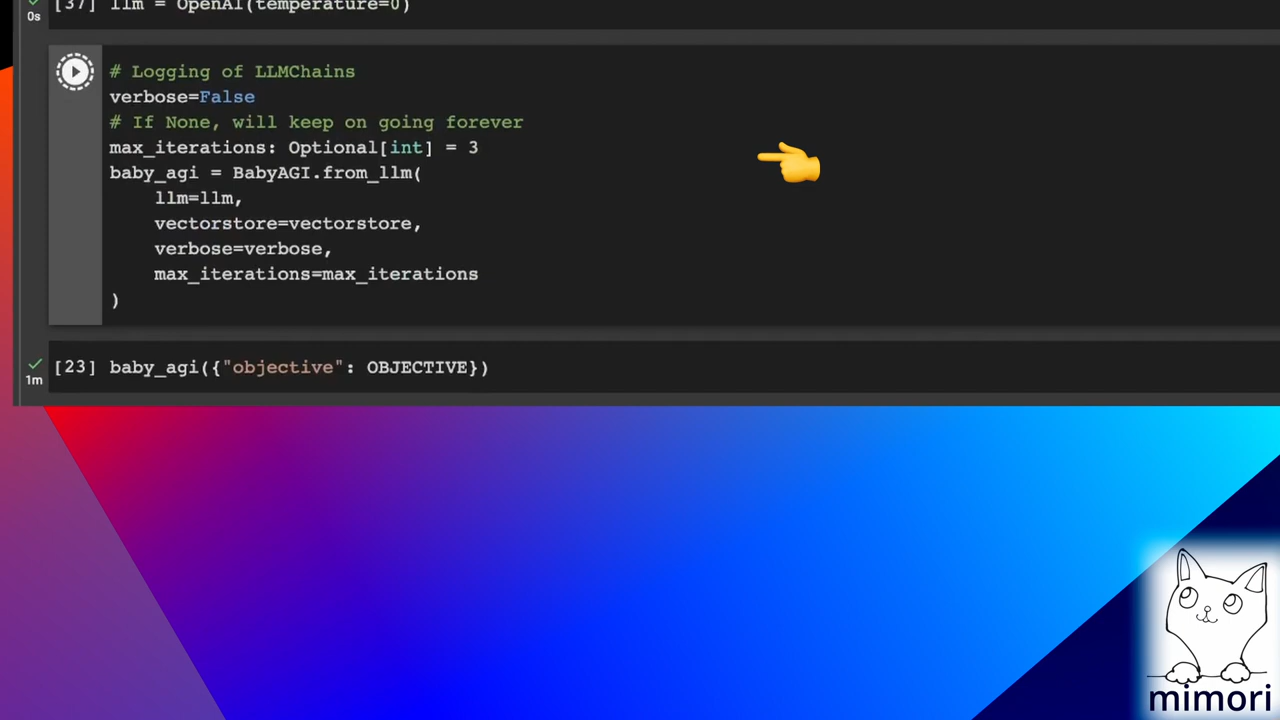 [37] llm = OpenAI(temperature=0)
0s
# Logging of LLMChains
verbose=False
# If None, will keep on going forever
max_iterations: Optional[int] = 3
baby_agi = BabyAGI.from_llm(
    llm=llm,
    vectorstore=vectorstore,
    verbose=verbose,
    max_iterations=max_iterations
)
[23] baby_agi({"objective": OBJECTIVE})
1m
mimori